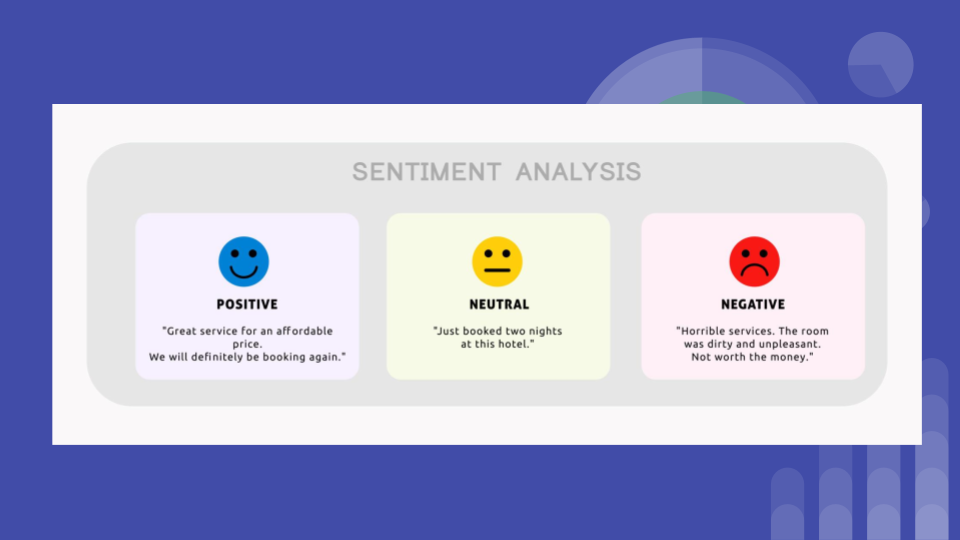 SENTIMENT ANALYSIS
POSITIVE
"Great service for an affordable
price.
We will definitely be booking again."
NEUTRAL
"Just booked two nights
at this hotel."
NEGATIVE
"Horrible services. The room
was dirty and unpleasant.
Not worth the money."